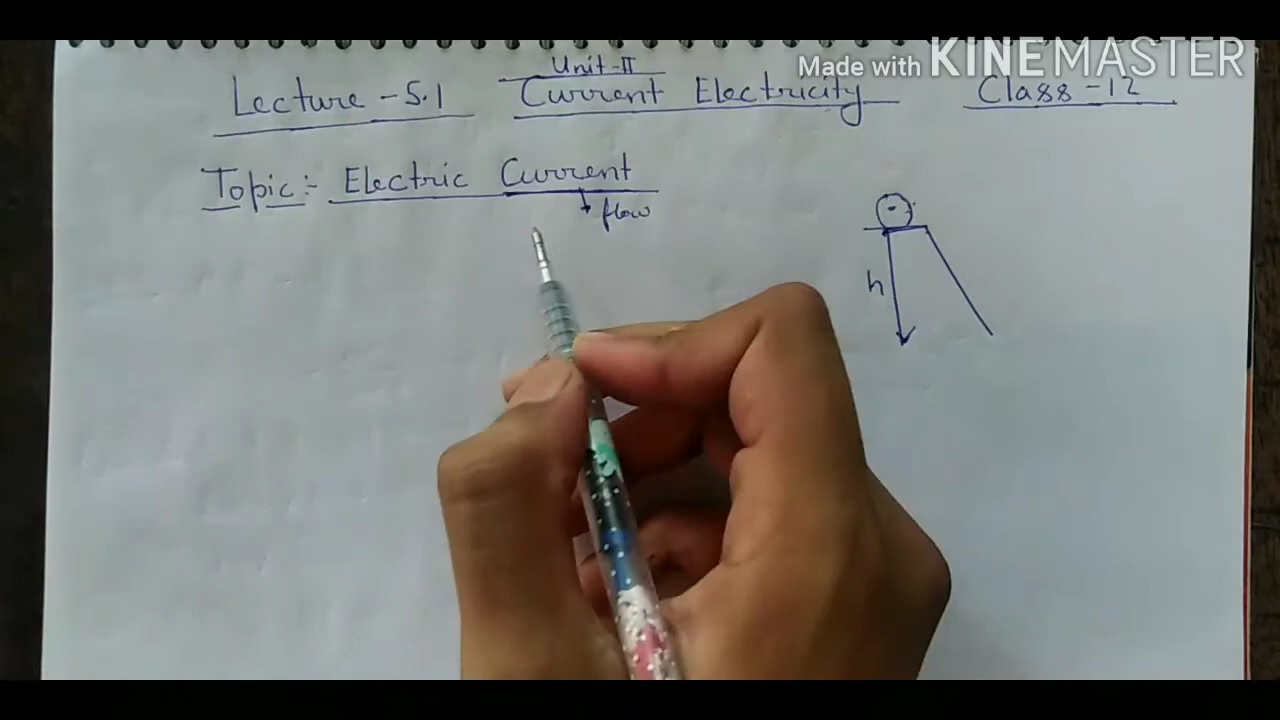 Made with KINEMASTER
Unit-II
Lecture - 5.1 Current Electricity Class - 12
Topic:- Electric Current
flow
h